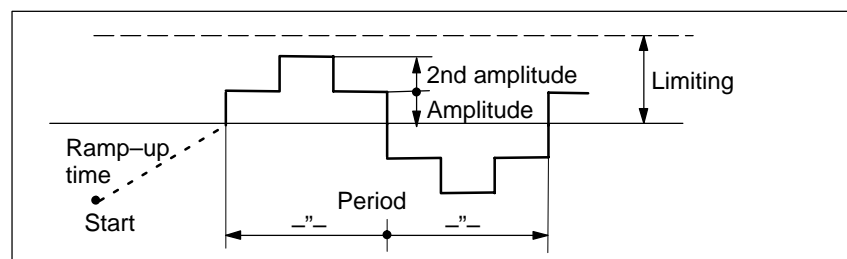 2nd amplitude
Limiting
Amplitude
Ramp–up
time
Start
Period
–”–
–”–